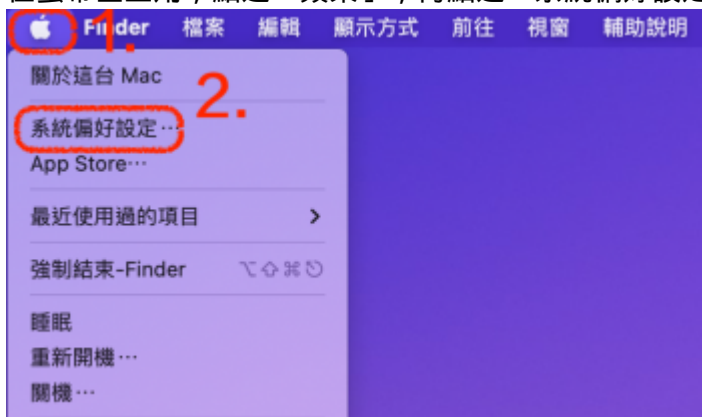 Finder 檔案 編輯 顯示方式 前往 視窗 輔助說明
1.
關於這台 Mac
2.
系統偏好設定…
App Store…
最近使用過的項目 >
強制結束-Finder ⌥⇧⌘⎋
睡眠
重新開機…
關機…